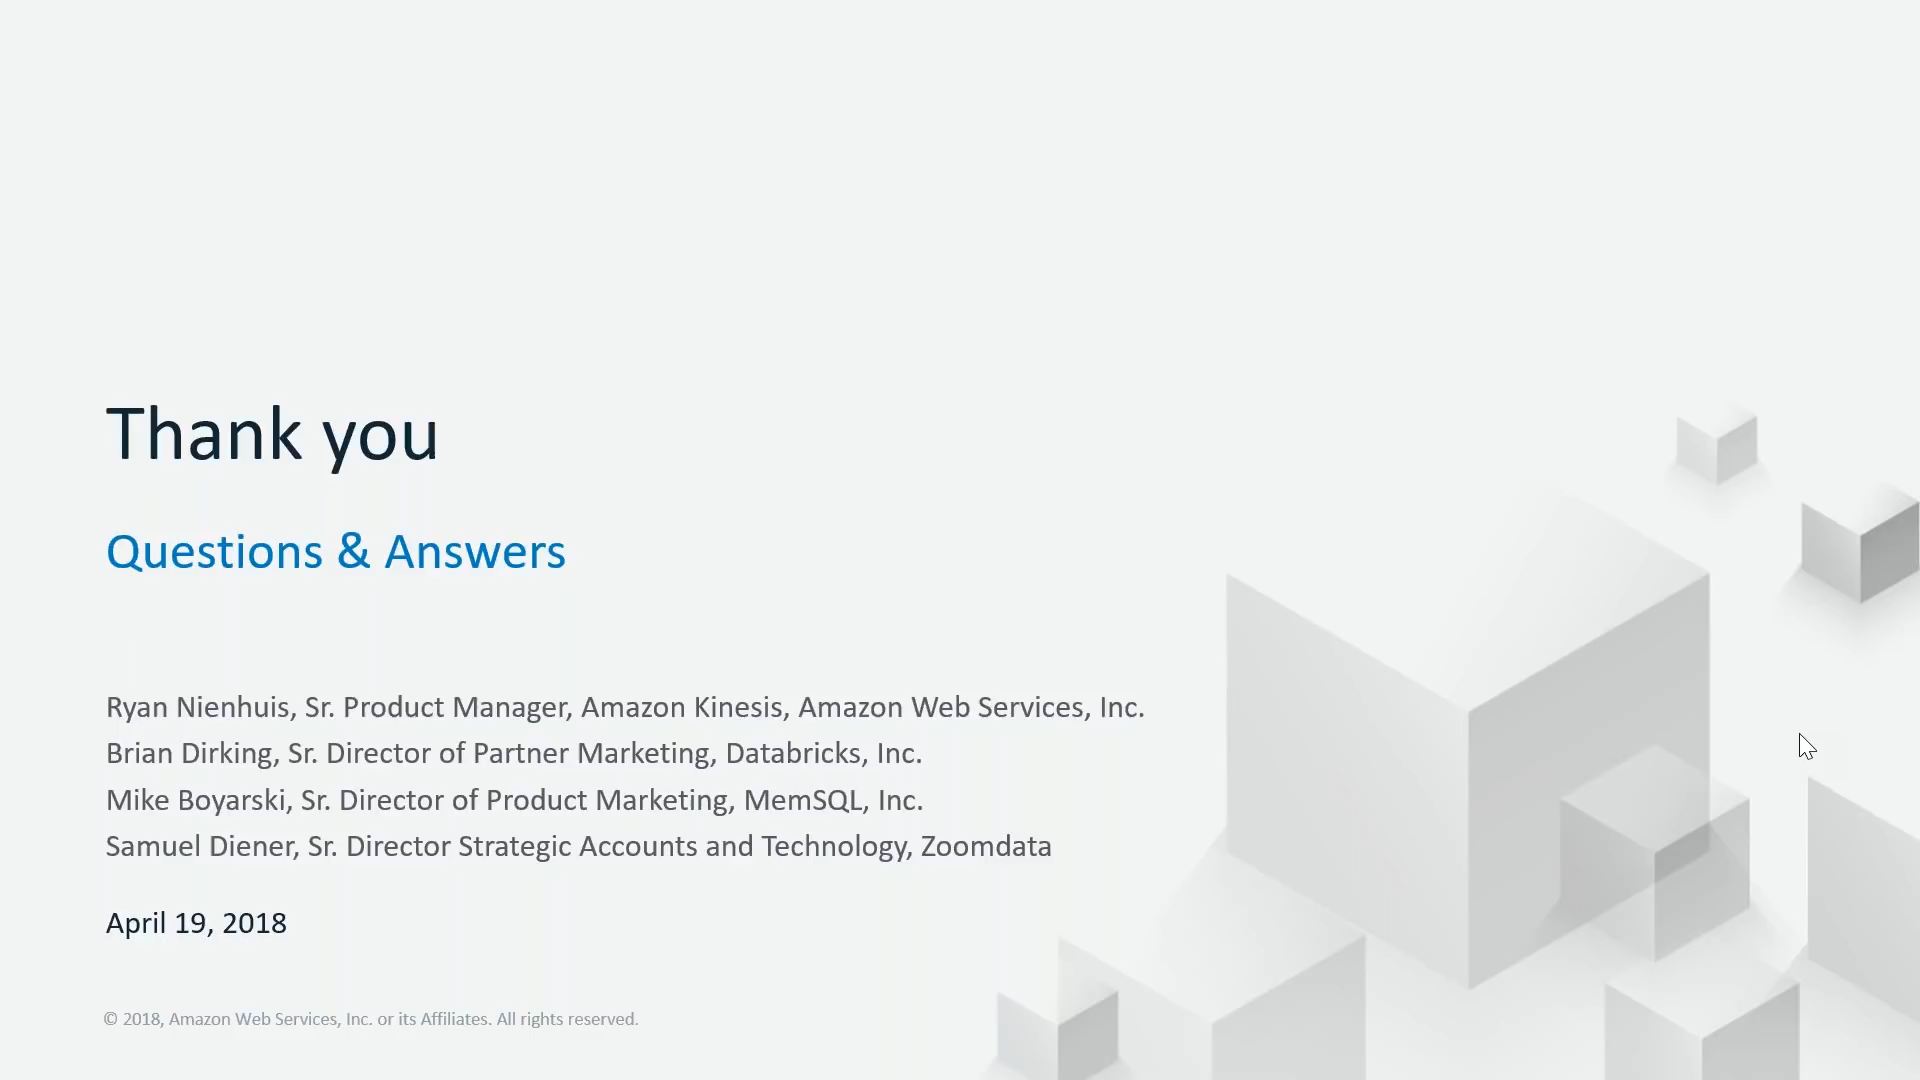 Thank you
Questions & Answers
Ryan Nienhuis, Sr. Product Manager, Amazon Kinesis, Amazon Web Services, Inc.
Brian Dirking, Sr. Director of Partner Marketing, Databricks, Inc.
Mike Boyarski, Sr. Director of Product Marketing, MemSQL, Inc.
Samuel Diener, Sr. Director Strategic Accounts and Technology, Zoomdata
April 19, 2018
© 2018, Amazon Web Services, Inc. or its Affiliates. All rights reserved.